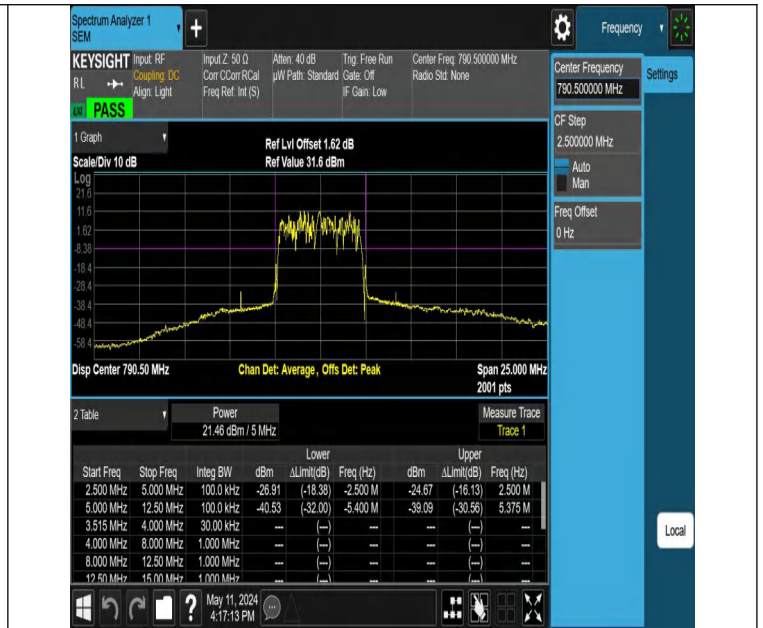 Spectrum Analyzer 1
SEM
+
Frequency
KEYSIGHT
RL
LXI
PASS
Input: RF
Coupling: DC
Align: Light
Input Z: 50 Ω
Corr CCorr RCal
Freq Ref: Int (S)
Atten: 40 dB
µW Path: Standard
Trig: Free Run
Gate: Off
IF Gain: Low
Center Freq: 790.500000 MHz
Radio Std: None
Center Frequency
790.500000 MHz
Settings
CF Step
2.500000 MHz
Auto
Man
Freq Offset
0 Hz
Local
1 Graph
Scale/Div 10 dB
Ref Lvl Offset 1.62 dB
Ref Value 31.6 dBm
Log
21.6
11.6
1.62
-8.38
-18.4
-28.4
-38.4
-48.4
-58.4
Disp Center 790.50 MHz
Chan Det: Average , Offs Det: Peak
Span 25.000 MHz
2001 pts
2 Table
Power
21.46 dBm / 5 MHz
Measure Trace
Trace 1
Lower Upper
Start Freq Stop Freq Integ BW dBm ΔLimit(dB) Freq (Hz) dBm ΔLimit(dB) Freq (Hz)
2.500 MHz 5.000 MHz 100.0 kHz -26.91 (-18.38) -2.500 M -24.67 (-16.13) 2.500 M
5.000 MHz 12.50 MHz 100.0 kHz -40.53 (-32.00) -5.400 M -39.09 (-30.56) 5.375 M
3.515 MHz 4.000 MHz 30.00 kHz --- (---) --- --- (---) ---
4.000 MHz 8.000 MHz 1.000 MHz --- (---) --- --- (---) ---
8.000 MHz 12.50 MHz 1.000 MHz --- (---) --- --- (---) ---
12.50 MHz 15.00 MHz 1.000 MHz --- (---) --- --- (---) ---
?
May 11, 2024
4:17:13 PM